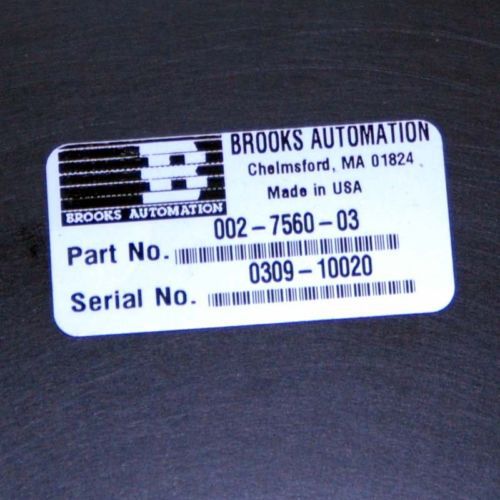 BROOKS AUTOMATION
BROOKS AUTOMATION
Chelmsford, MA 01824
Made in USA
Part No. 002-7560-03
Serial No. 0309-10020